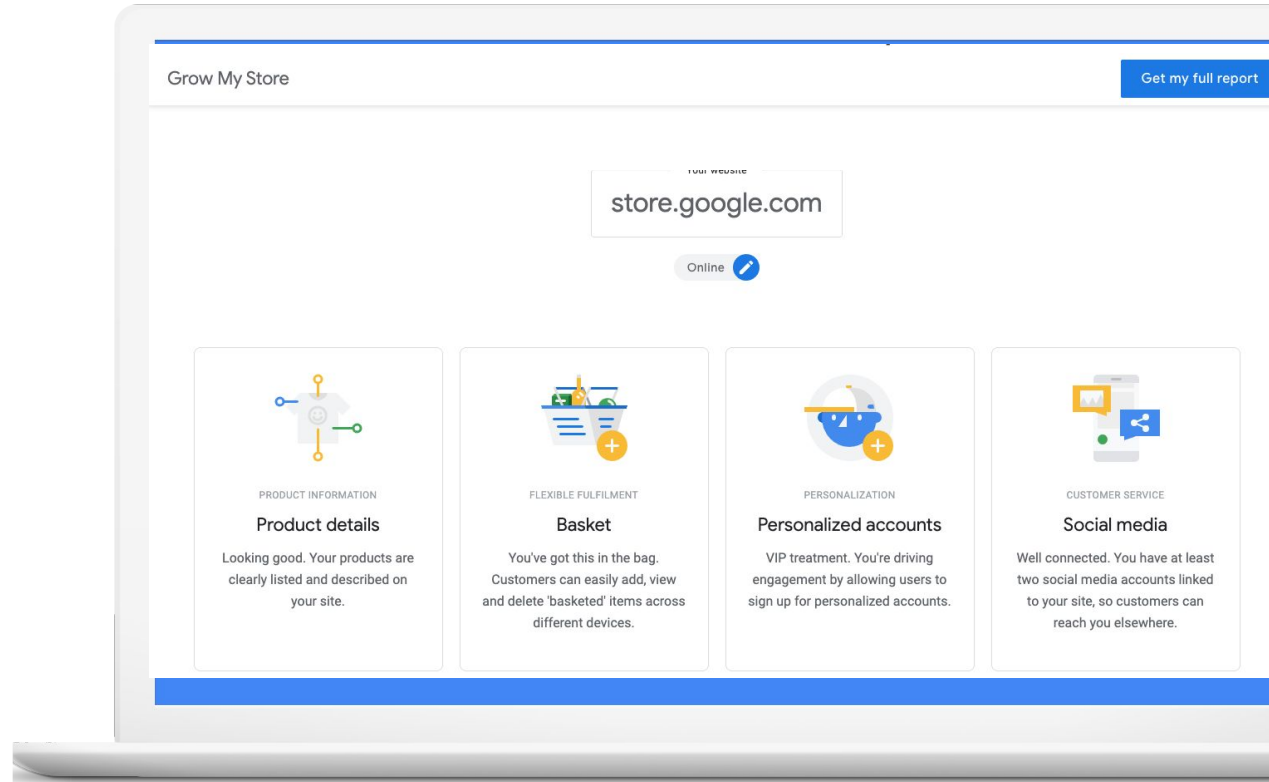 Grow My Store
Get my full report
Your website
store.google.com
Online
PRODUCT INFORMATION
Product details
Looking good. Your products are
clearly listed and described on
your site.
FLEXIBLE FULFILMENT
Basket
You've got this in the bag.
Customers can easily add, view
and delete 'basketed' items across
different devices.
PERSONALIZATION
Personalized accounts
VIP treatment. You're driving
engagement by allowing users to
sign up for personalized accounts.
CUSTOMER SERVICE
Social media
Well connected. You have at least
two social media accounts linked
to your site, so customers can
reach you elsewhere.